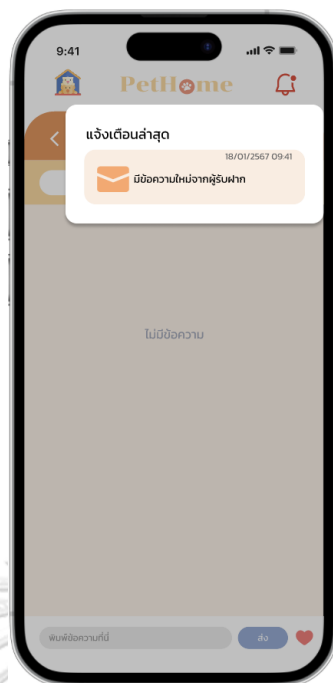 9:41
PetHome
แจ้งเตือนล่าสุด
18/01/2567 09:41
มีข้อความใหม่จากผู้รับฝาก
ไม่มีข้อความ
พิมพ์ข้อความที่นี่
ส่ง